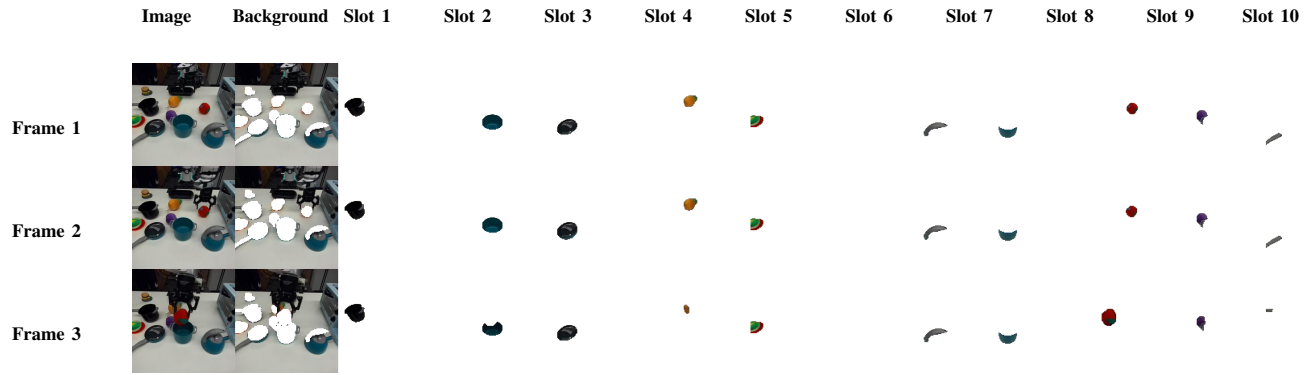 Image Background Slot 1 Slot 2 Slot 3 Slot 4 Slot 5 Slot 6 Slot 7 Slot 8 Slot 9 Slot 10
Frame 1
Frame 2
Frame 3